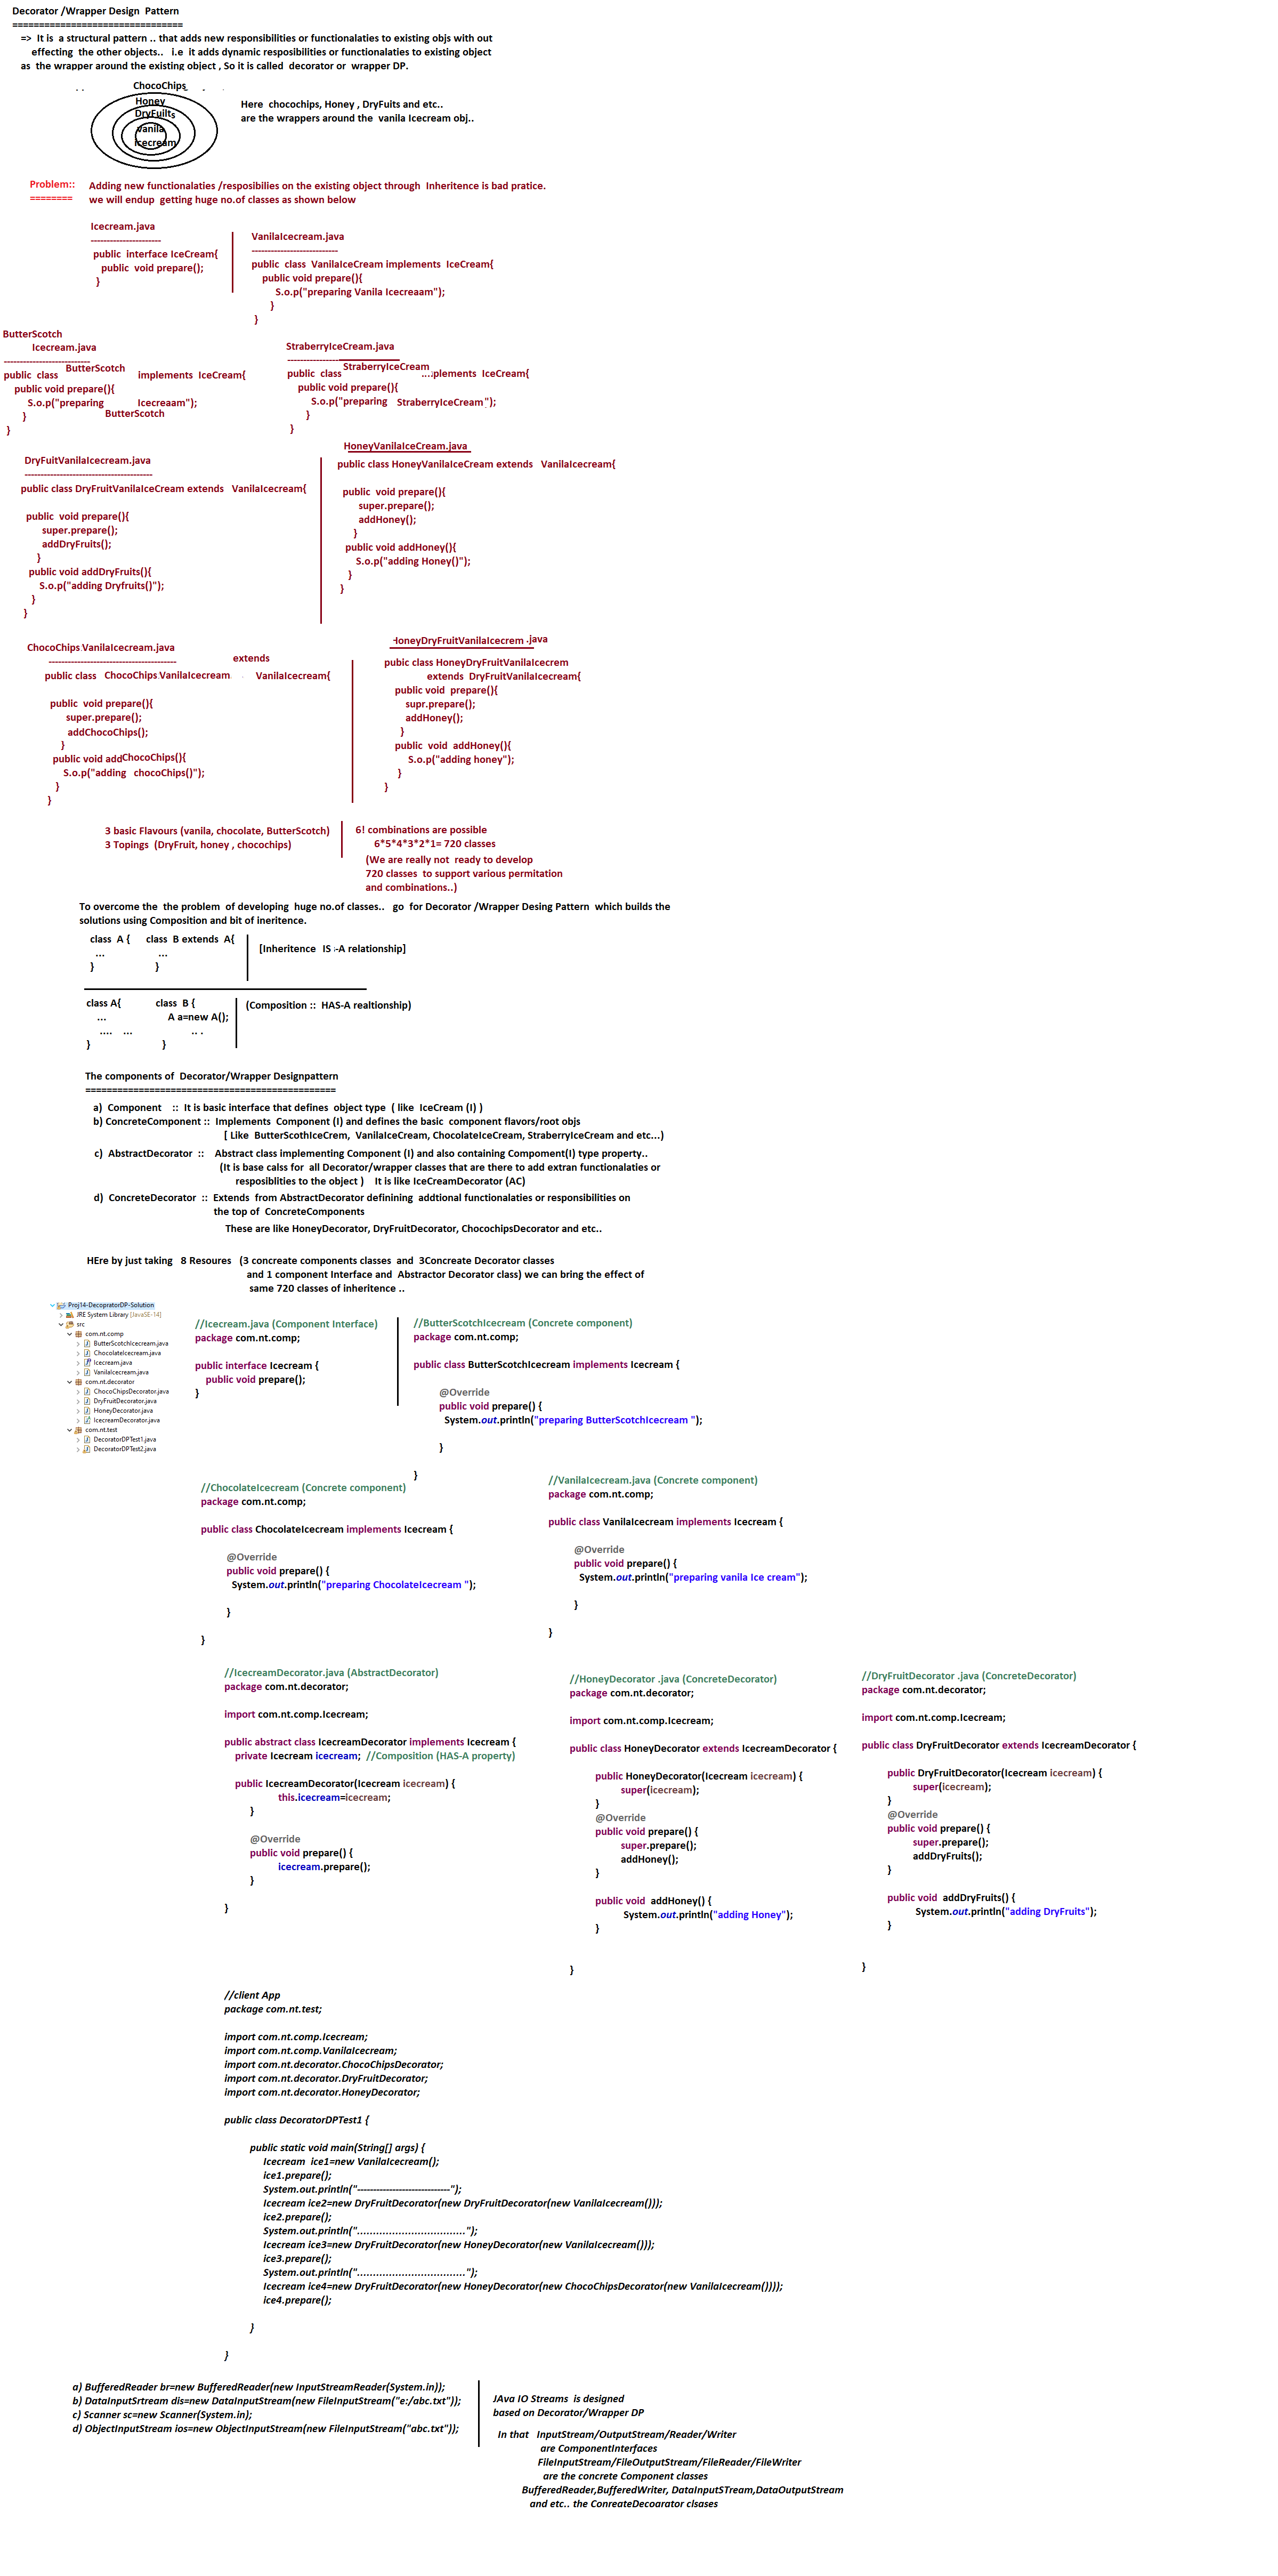 Decorator /Wrapper Design  Pattern
================================
=>  It is  a structural pattern .. that adds new responsibilities or functionalaties to existing objs with out
effecting  the other objects..   i.e  it adds dynamic resposibilities or functionalaties to existing object
as  the wrapper around the existing object , So it is called  decorator or  wrapper DP.
ChocoChips
Honey
DryFuilts
vanila
icecream
Here  chocochips, Honey , DryFuits and etc..
are the wrappers around the  vanila Icecream obj..
Problem::
========
Adding new functionalaties /resposibilies on the existing object through  Inheritence is bad pratice.
we will endup  getting huge no.of classes as shown below
Icecream.java
----------------------
public  interface IceCream{
public  void prepare();
}
VanilaIcecream.java
---------------------------
public  class  VanilaIceCream implements  IceCream{
public void prepare(){
S.o.p("preparing Vanila Icecreaam");
}
}
ButterScotch
Icecream.java
---------------------------
public  class   ButterScotch   implements  IceCream{
public void prepare(){
S.o.p("preparing   ButterScotch   Icecreaam");
}
}
StraberryIceCream.java
-----------------
public  class   StraberryIceCream   ....plements  IceCream{
public void prepare(){
S.o.p("preparing   StraberryIceCream");
}
}
DryFuitVanilaIcecream.java
----------------------------------------
public class DryFruitVanilaIceCream extends   VanilaIcecream{
public  void prepare(){
super.prepare();
addDryFruits();
}
public void addDryFruits(){
S.o.p("adding Dryfruits()");
}
}
HoneyVanilaIceCream.java
public class HoneyVanilaIceCream extends   VanilaIcecream{
public  void prepare(){
super.prepare();
addHoney();
}
public void addHoney(){
S.o.p("adding Honey()");
}
}
ChocoChips VanilaIcecream.java
----------------------------------------
public class   ChocoChips VanilaIcecream   extends   VanilaIcecream{
public  void prepare(){
super.prepare();
addChocoChips();
}
public void addChocoChips(){
S.o.p("adding   chocoChips()");
}
}
HoneyDryFruitVanilaIcecrem .java
pubic class HoneyDryFruitVanilaIcecrem
extends  DryFruitVanilaIcecream{
public void  prepare(){
supr.prepare();
addHoney();
}
public  void  addHoney(){
S.o.p("adding honey");
}
}
3 basic Flavours (vanila, chocolate, ButterScotch)
3 Topings  (DryFruit, honey , chocochips)
6! combinations are possible
6*5*4*3*2*1= 720 classes
(We are really not  ready to develop
720 classes  to support various permitation
and combinations..)
To overcome the  the problem  of developing  huge no.of classes..   go  for Decorator /Wrapper Desing Pattern  which builds the
solutions using Composition and bit of ineritence.
class  A {      class  B extends  A{
...      ...
}      }
[Inheritence   IS -A relationship]
class A{      class  B {
...      A a=new A();
....    ...      .. .
}      }
(Composition ::  HAS-A realtionship)
The components of  Decorator/Wrapper Designpattern
===============================================
a)  Component    ::  It is basic interface that defines  object type  ( like  IceCream (I) )
b) ConcreteComponent ::  Implements  Component (I) and defines the basic  component flavors/root objs
[ Like  ButterScothIceCrem,  VanilaIceCream, ChocolateIceCream, StraberryIceCream and etc...)
c)  AbstractDecorator  ::    Abstract class implementing Component (I) and also containing Compoment(I) type property..
(It is base calss for  all Decorator/wrapper classes that are there to add extran functionalaties or
resposiblities to the object )    It is like IceCreamDecorator (AC)
d)  ConcreteDecorator  ::  Extends  from AbstractDecorator definining  addtional functionalaties or responsibilities on
the top of  ConcreteComponents
These are like HoneyDecorator, DryFruitDecorator, ChocochipsDecorator and etc..
HEre by just taking   8 Resoures   (3 concreate components classes  and  3Concreate Decorator classes
and 1 component Interface and  Abstractor Decorator class) we can bring the effect of
same 720 classes of inheritence ..
Proj14-DecopratorDP-Solution
JRE System Library [JavaSE-14]
src
com.nt.comp
ButterScotchIcecream.java
ChocolateIcecream.java
Icecream.java
VanilaIcecream.java
com.nt.decorator
ChocoChipsDecorator.java
DryFruitDecorator.java
HoneyDecorator.java
IcecreamDecorator.java
com.nt.test
DecoratorDPTest1.java
DecoratorDPTest2.java
//Icecream.java (Component Interface)
package com.nt.comp;
public interface Icecream {
public void prepare();
}
//ButterScotchIcecream (Concrete component)
package com.nt.comp;
public class ButterScotchIcecream implements Icecream {
@Override
public void prepare() {
System.out.println("preparing ButterScotchIcecream ");
}
}
//ChocolateIcecream (Concrete component)
package com.nt.comp;
public class ChocolateIcecream implements Icecream {
@Override
public void prepare() {
System.out.println("preparing ChocolateIcecream ");
}
}
//VanilaIcecream.java (Concrete component)
package com.nt.comp;
public class VanilaIcecream implements Icecream {
@Override
public void prepare() {
System.out.println("preparing vanila Ice cream");
}
}
//IcecreamDecorator.java (AbstractDecorator)
package com.nt.decorator;
import com.nt.comp.Icecream;
public abstract class IcecreamDecorator implements Icecream {
private Icecream icecream;  //Composition (HAS-A property)
public IcecreamDecorator(Icecream icecream) {
this.icecream=icecream;
}
@Override
public void prepare() {
icecream.prepare();
}
}
//HoneyDecorator .java (ConcreteDecorator)
package com.nt.decorator;
import com.nt.comp.Icecream;
public class HoneyDecorator extends IcecreamDecorator {
public HoneyDecorator(Icecream icecream) {
super(icecream);
}
@Override
public void prepare() {
super.prepare();
addHoney();
}
public void  addHoney() {
System.out.println("adding Honey");
}
}
//DryFruitDecorator .java (ConcreteDecorator)
package com.nt.decorator;
import com.nt.comp.Icecream;
public class DryFruitDecorator extends IcecreamDecorator {
public DryFruitDecorator(Icecream icecream) {
super(icecream);
}
@Override
public void prepare() {
super.prepare();
addDryFruits();
}
public void  addDryFruits() {
System.out.println("adding DryFruits");
}
}
//client App
package com.nt.test;
import com.nt.comp.Icecream;
import com.nt.comp.VanilaIcecream;
import com.nt.decorator.ChocoChipsDecorator;
import com.nt.decorator.DryFruitDecorator;
import com.nt.decorator.HoneyDecorator;
public class DecoratorDPTest1 {
public static void main(String[] args) {
Icecream  ice1=new VanilaIcecream();
ice1.prepare();
System.out.println("-----------------------------");
Icecream ice2=new DryFruitDecorator(new DryFruitDecorator(new VanilaIcecream()));
ice2.prepare();
System.out.println("..................................");
Icecream ice3=new DryFruitDecorator(new HoneyDecorator(new VanilaIcecream()));
ice3.prepare();
System.out.println("..................................");
Icecream ice4=new DryFruitDecorator(new HoneyDecorator(new ChocoChipsDecorator(new VanilaIcecream())));
ice4.prepare();
}
}
a) BufferedReader br=new BufferedReader(new InputStreamReader(System.in));
b) DataInputSrtream dis=new DataInputStream(new FileInputStream("e:/abc.txt"));
c) Scanner sc=new Scanner(System.in);
d) ObjectInputStream ios=new ObjectInputStream(new FileInputStream("abc.txt"));
JAva IO Streams  is designed
based on Decorator/Wrapper DP
In that   InputStream/OutputStream/Reader/Writer
are ComponentInterfaces
FileInputStream/FileOutputStream/FileReader/FileWriter
are the concrete Component classes
BufferedReader,BufferedWriter, DataInputSTream,DataOutputStream
and etc.. the ConreateDecoarator clsases